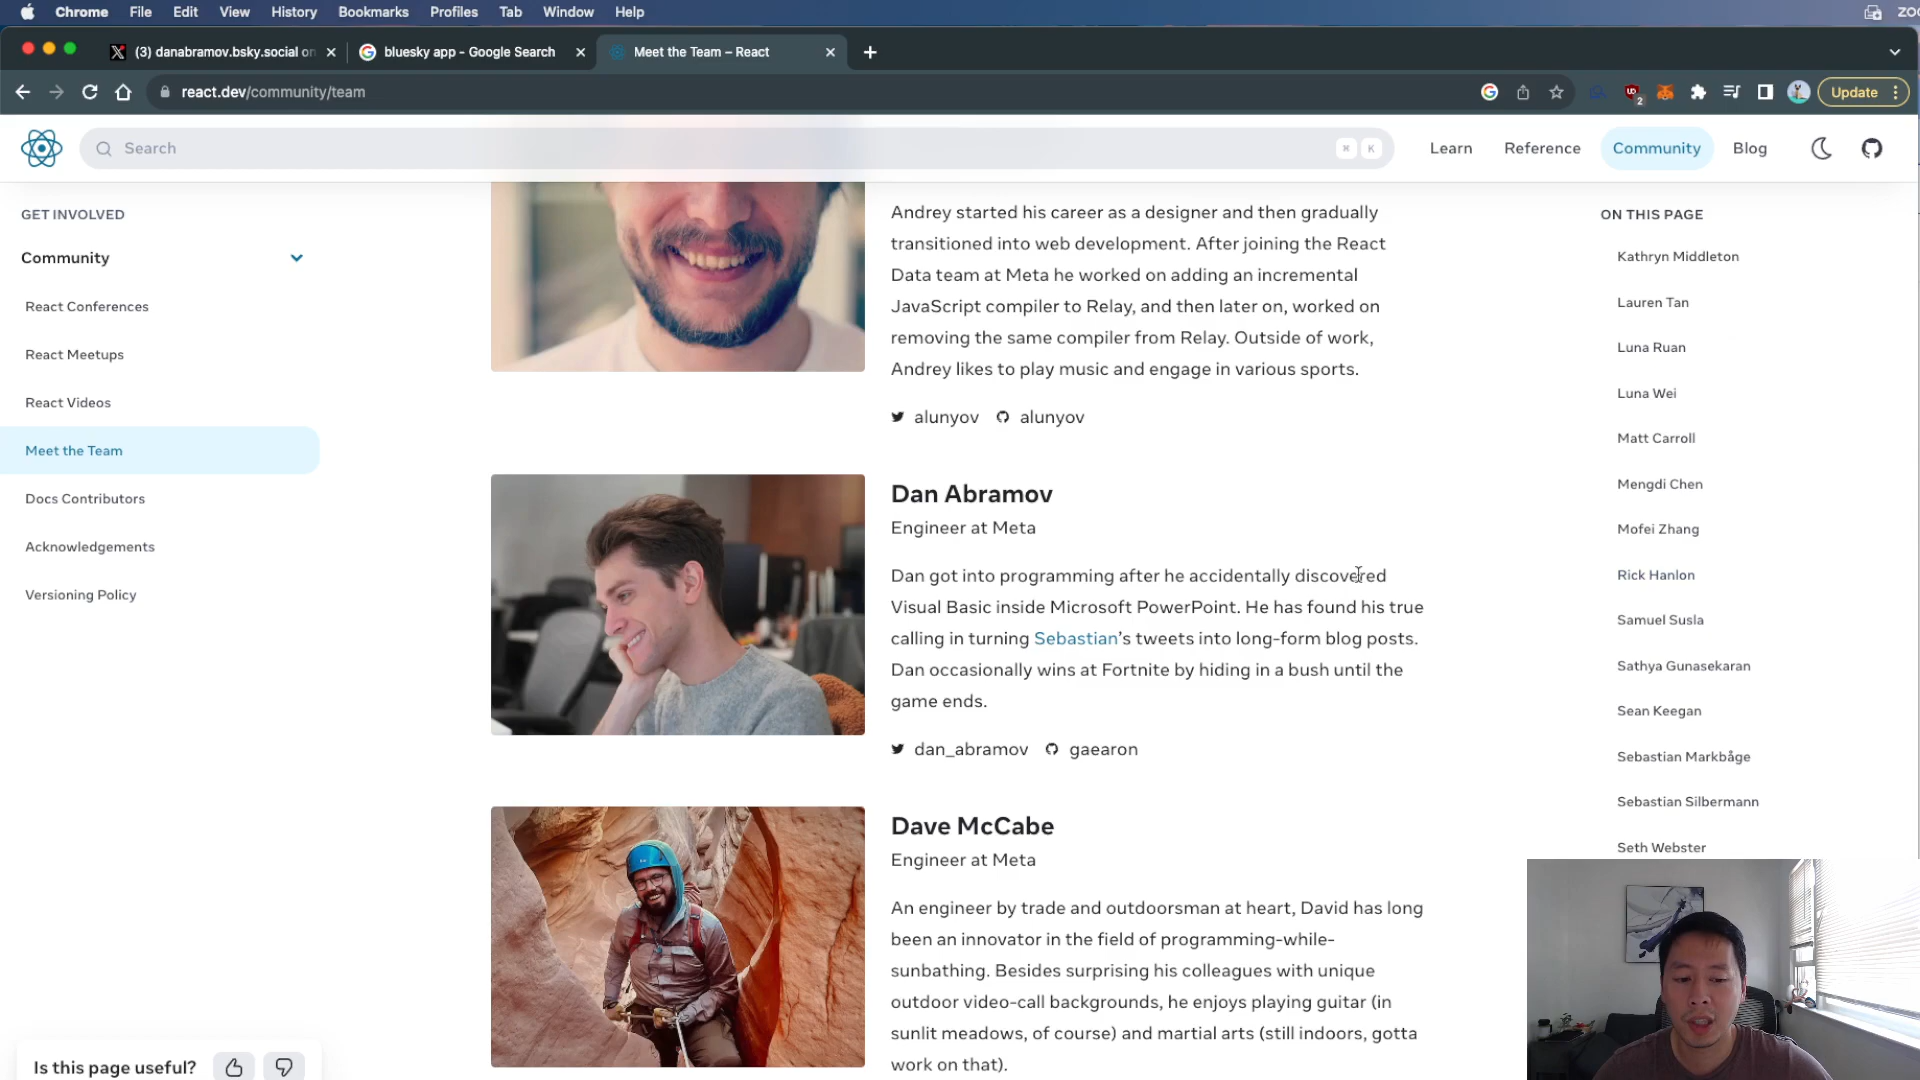 Chrome File Edit View History Bookmarks Profiles Tab Window Help
(3) danabramov.bsky.social on
bluesky app - Google Search
Meet the Team – React
react.dev/community/team
2
Update
Search
⌘ K
Learn Reference Community Blog
GET INVOLVED
Community
React Conferences
React Meetups
React Videos
Meet the Team
Docs Contributors
Acknowledgements
Versioning Policy
Is this page useful?
Andrey started his career as a designer and then gradually
transitioned into web development. After joining the React
Data team at Meta he worked on adding an incremental
JavaScript compiler to Relay, and then later on, worked on
removing the same compiler from Relay. Outside of work,
Andrey likes to play music and engage in various sports.
alunyov alunyov
Dan Abramov
Engineer at Meta
Dan got into programming after he accidentally discovered
Visual Basic inside Microsoft PowerPoint. He has found his true
calling in turning Sebastian’s tweets into long-form blog posts.
Dan occasionally wins at Fortnite by hiding in a bush until the
game ends.
dan_abramov gaearon
Dave McCabe
Engineer at Meta
An engineer by trade and outdoorsman at heart, David has long
been an innovator in the field of programming-while-
sunbathing. Besides surprising his colleagues with unique
outdoor video-call backgrounds, he enjoys playing guitar (in
sunlit meadows, of course) and martial arts (still indoors, gotta
work on that).
ON THIS PAGE
Kathryn Middleton
Lauren Tan
Luna Ruan
Luna Wei
Matt Carroll
Mengdi Chen
Mofei Zhang
Rick Hanlon
Samuel Susla
Sathya Gunasekaran
Sean Keegan
Sebastian Markbåge
Sebastian Silbermann
Seth Webster